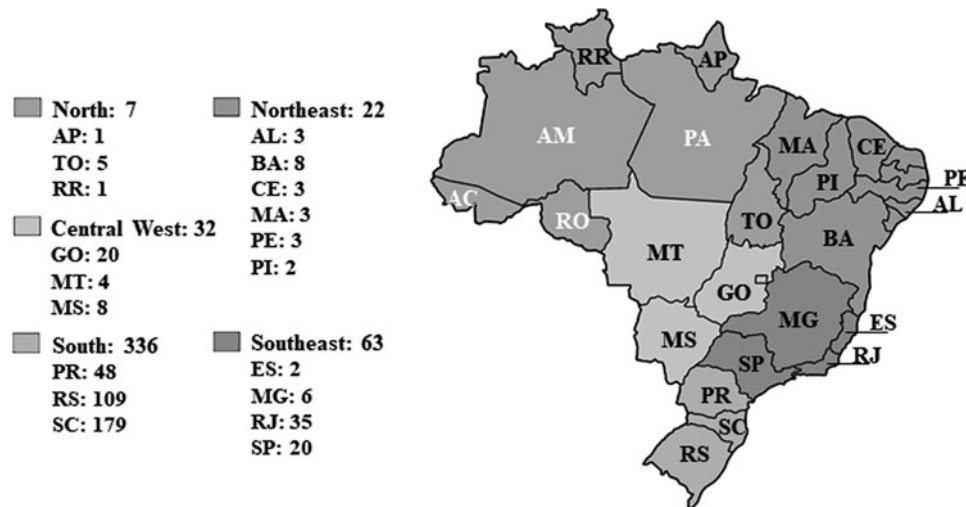 North: 7
AP: 1
TO: 5
RR: 1
Central West: 32
GO: 20
MT: 4
MS: 8
South: 336
PR: 48
RS: 109
SC: 179
Northeast: 22
AL: 3
BA: 8
CE: 3
MA: 3
PE: 3
PI: 2
Southeast: 63
ES: 2
MG: 6
RJ: 35
SP: 20
RR
AP
AM
PA
MA
CE
PI
PE
AL
AC
RO
TO
BA
MT
GO
MG
ES
MS
SP
RJ
PR
SC
RS